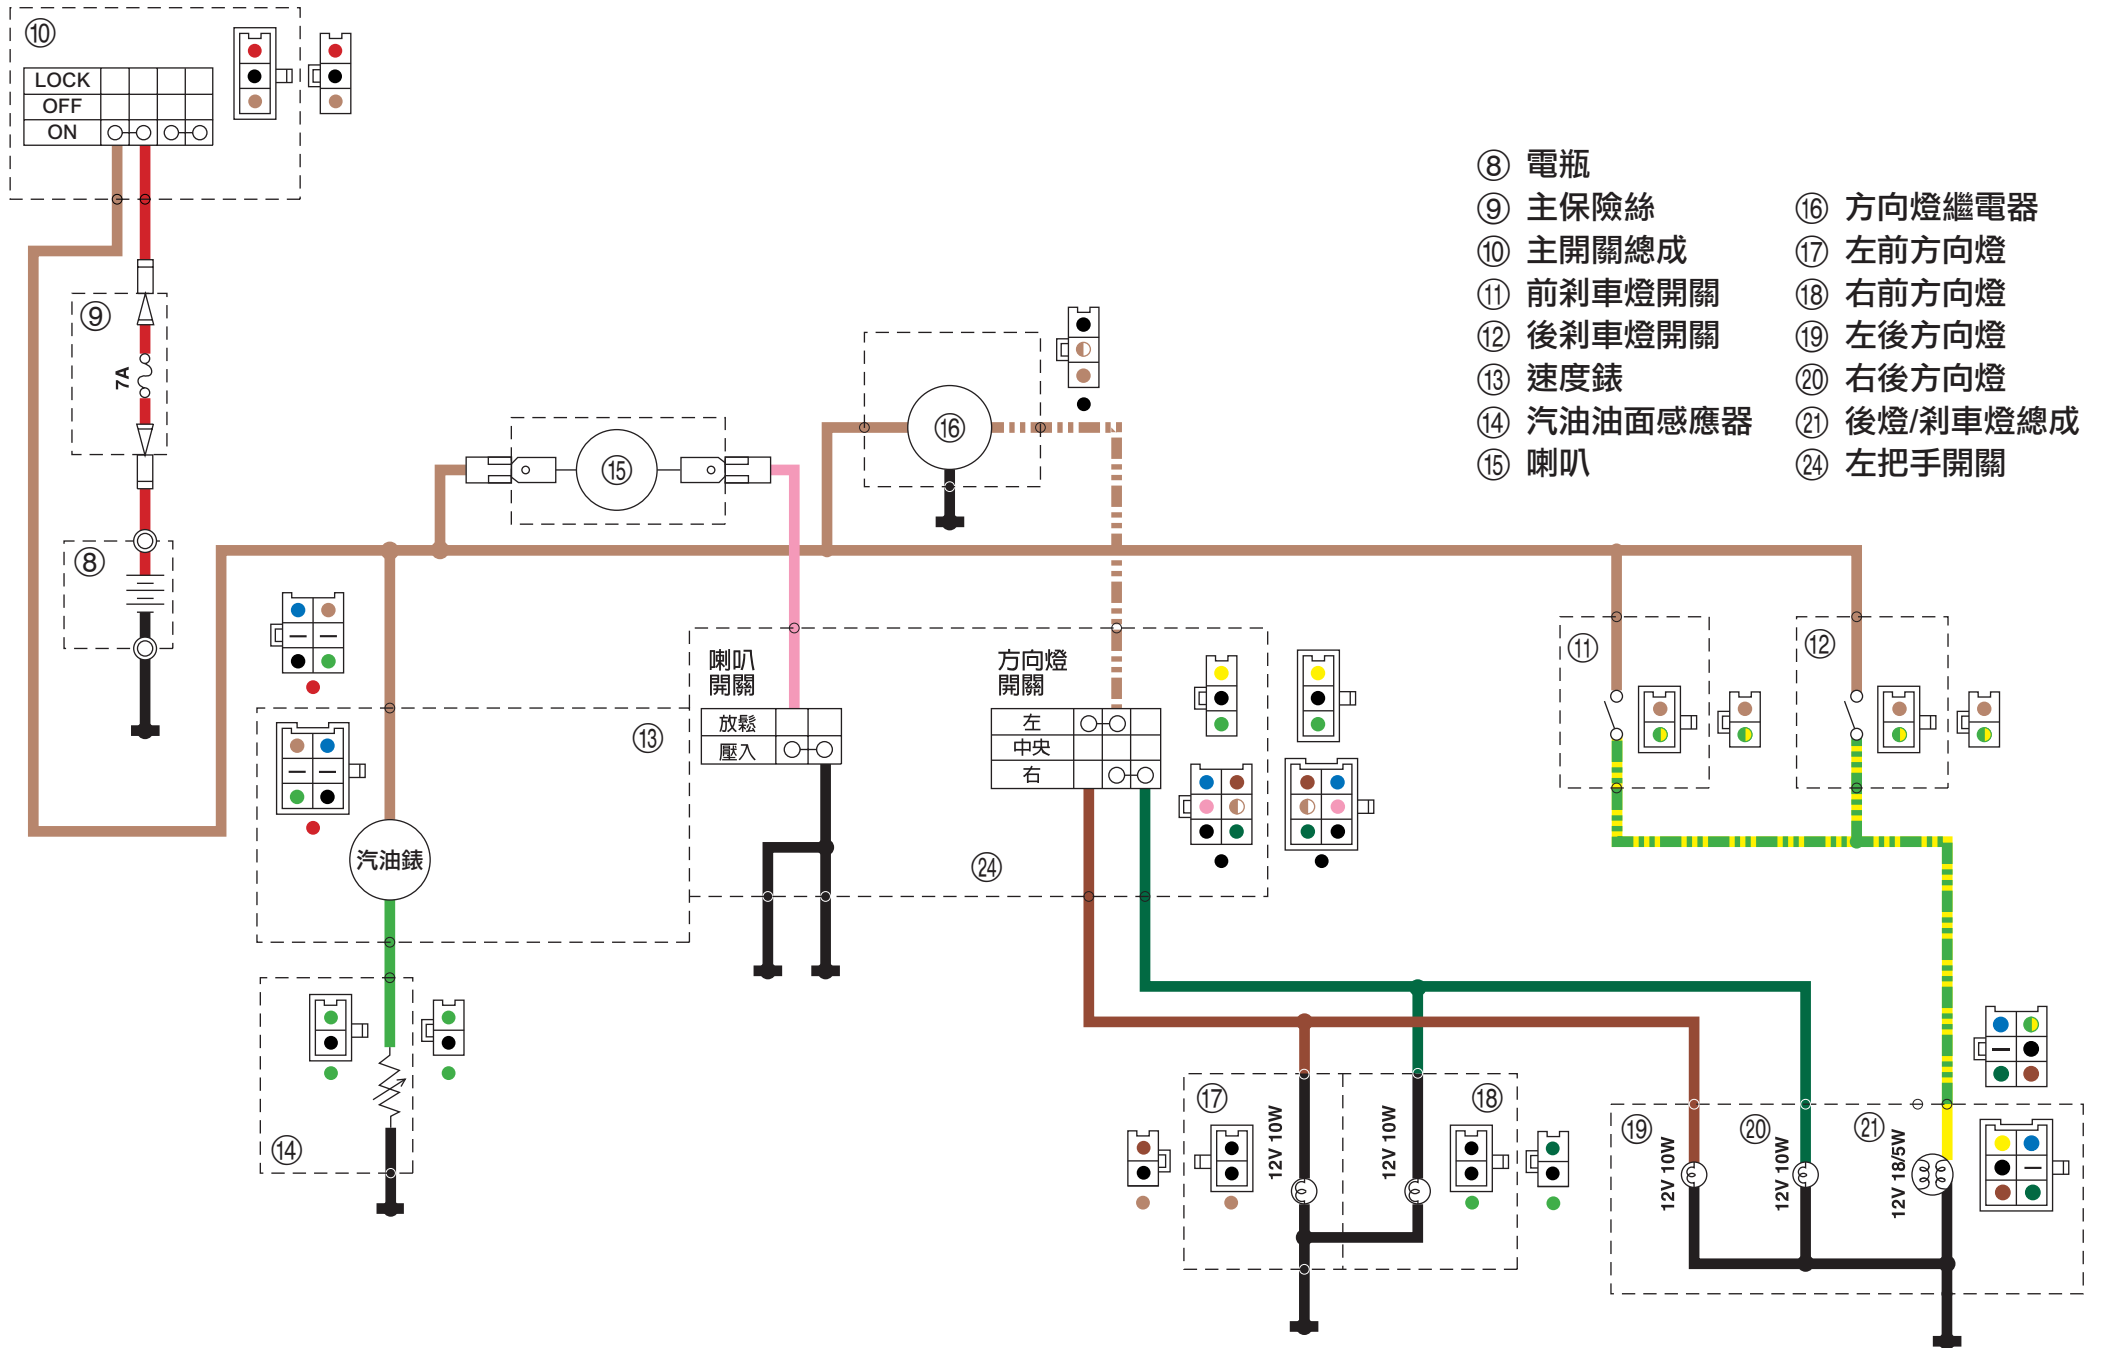 ⑩
LOCK
OFF
ON
⑧ 電瓶
⑨ 主保險絲
⑩ 主開關總成
⑪ 前剎車燈開關
⑫ 後剎車燈開關
⑬ 速度錶
⑭ 汽油油面感應器
⑮ 喇叭
⑯ 方向燈繼電器
⑰ 左前方向燈
⑱ 右前方向燈
⑲ 左後方向燈
⑳ 右後方向燈
㉑ 後燈/剎車燈總成
㉔ 左把手開關
⑨
7A
⑯
⑮
⑧
喇叭
開關
放鬆
壓入
方向燈
開關
左
中央
右
⑪
⑫
⑬
汽油錶
㉔
⑭
⑰
12V 10W
12V 10W
⑱
⑲
12V 10W
⑳
12V 10W
㉑
12V 18/5W